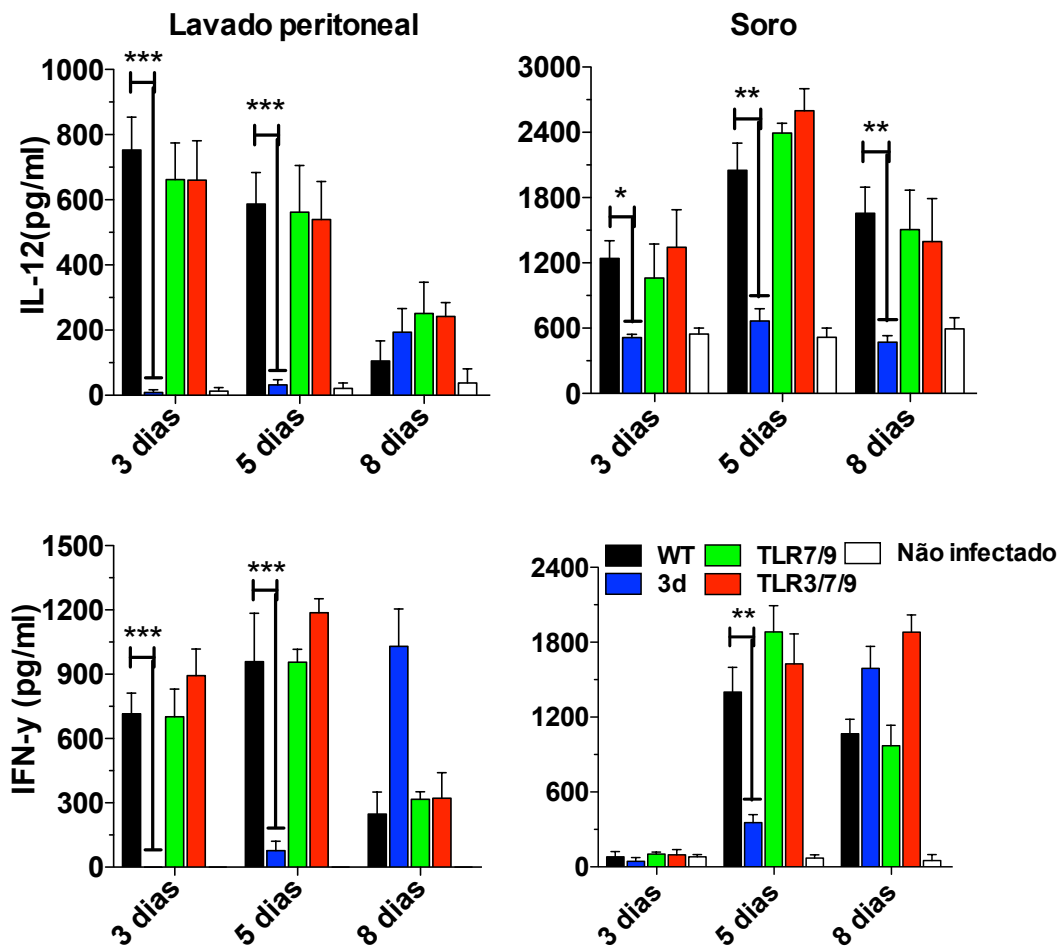 Lavado peritoneal
Soro
IL-12(pg/ml)
1000
800
600
400
200
0
***
***
3 dias
5 dias
8 dias
3000
2400
1800
1200
600
0
*
**
**
3 dias
5 dias
8 dias
IFN-y (pg/ml)
1500
1200
900
600
300
0
***
***
3 dias
5 dias
8 dias
WT TLR7/9 Não infectado
3d TLR3/7/9
2400
1800
1200
600
0
**
3 dias
5 dias
8 dias